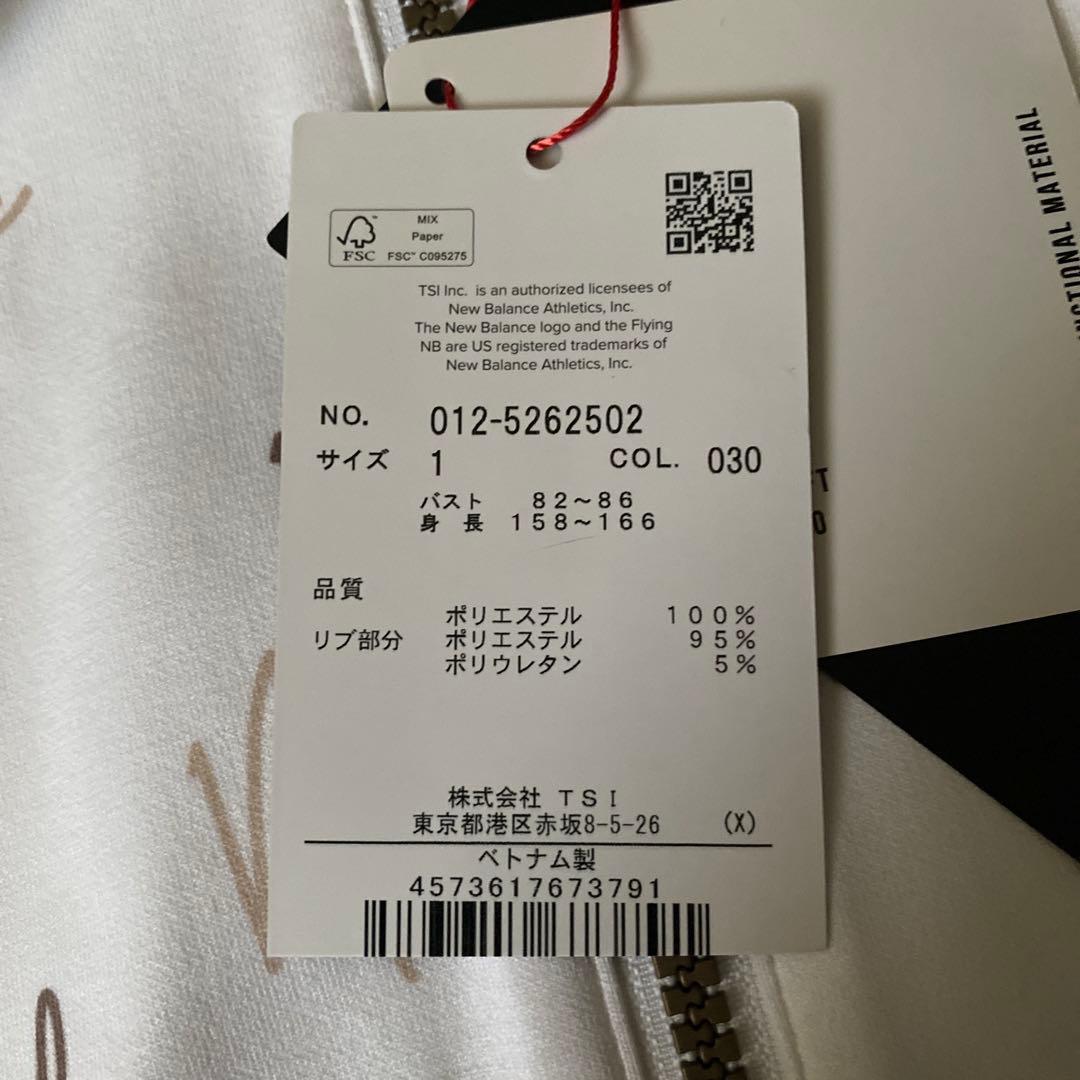 MIX
Paper
FSC™ C095275
FSC
TSI Inc. is an authorized licensees of
New Balance Athletics, Inc.
The New Balance logo and the Flying
NB are US registered trademarks of
New Balance Athletics, Inc.
NO. 012-5262502
サイズ 1 COL. 030
バスト 82～86
身 長 158～166
品質
ポリエステル 100%
リブ部分 ポリエステル 95%
ポリウレタン 5%
株式会社 TSI
東京都港区赤坂8-5-26 (X)
ベトナム製
4573617673791
MATERIAL